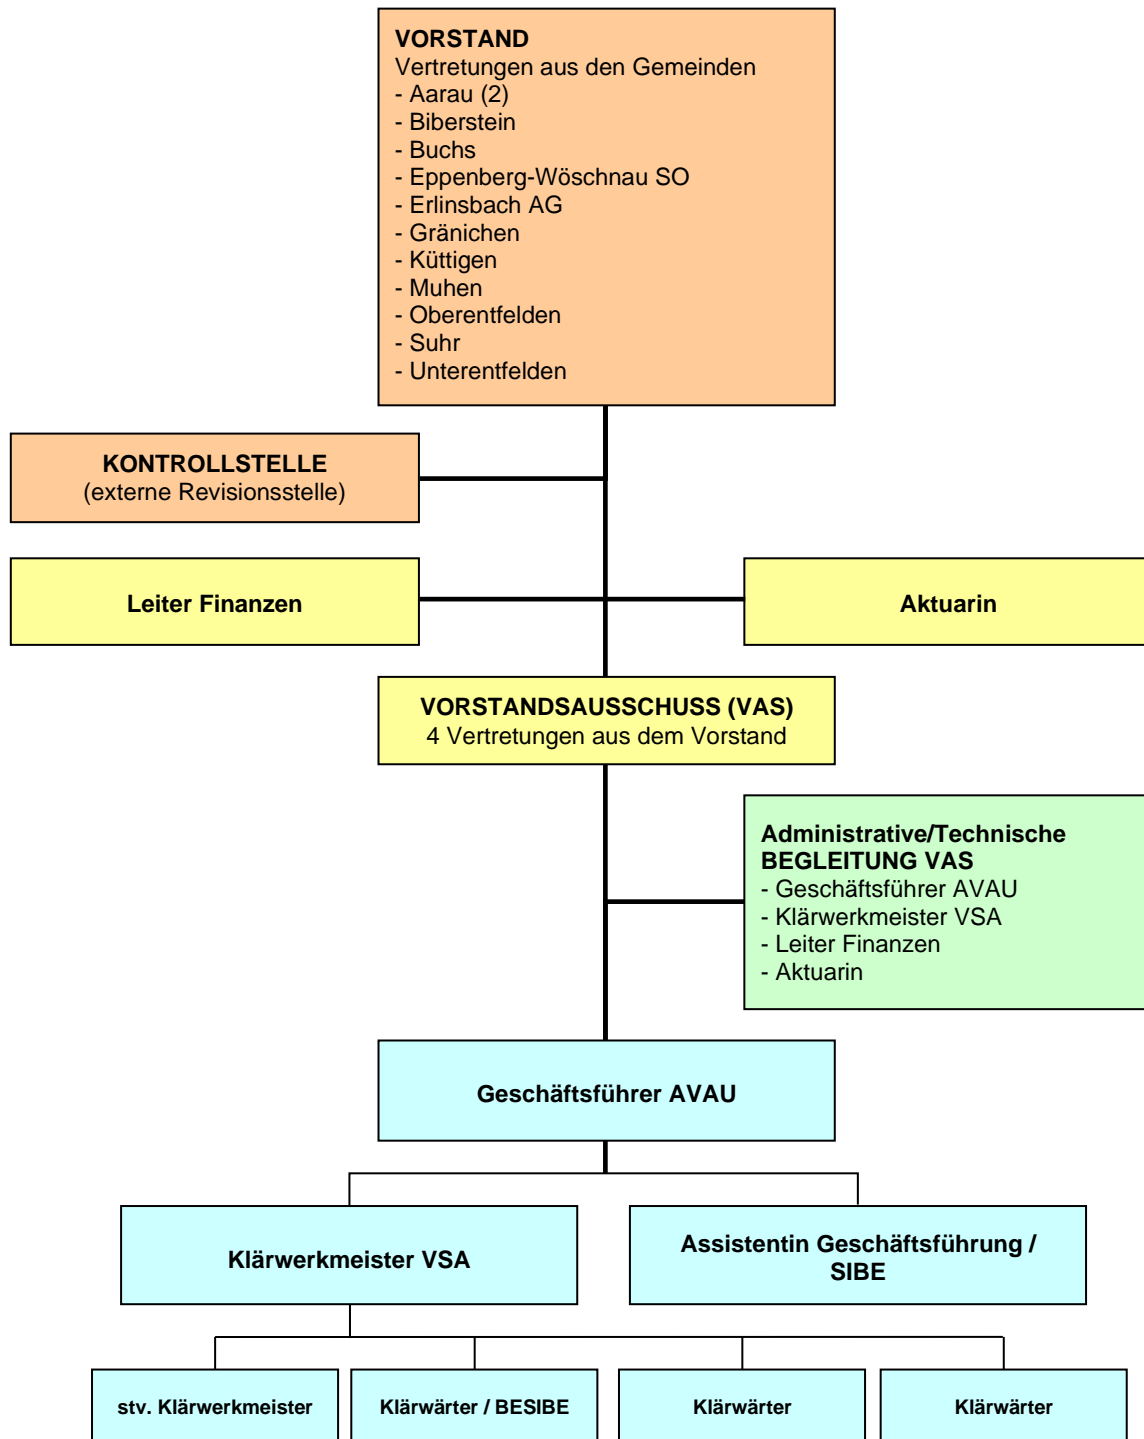 VORSTAND
Vertretungen aus den Gemeinden
- Aarau (2)
- Biberstein
- Buchs
- Eppenberg-Wöschnau SO
- Erlinsbach AG
- Gränichen
- Küttigen
- Muhen
- Oberentfelden
- Suhr
- Unterentfelden
KONTROLLSTELLE
(externe Revisionsstelle)
Leiter Finanzen
Aktuarin
VORSTANDSAUSSCHUSS (VAS)
4 Vertretungen aus dem Vorstand
Administrative/Technische
BEGLEITUNG VAS
- Geschäftsführer AVAU
- Klärwerkmeister VSA
- Leiter Finanzen
- Aktuarin
Geschäftsführer AVAU
Klärwerkmeister VSA
Assistentin Geschäftsführung /
SIBE
stv. Klärwerkmeister
Klärwärter / BESIBE
Klärwärter
Klärwärter